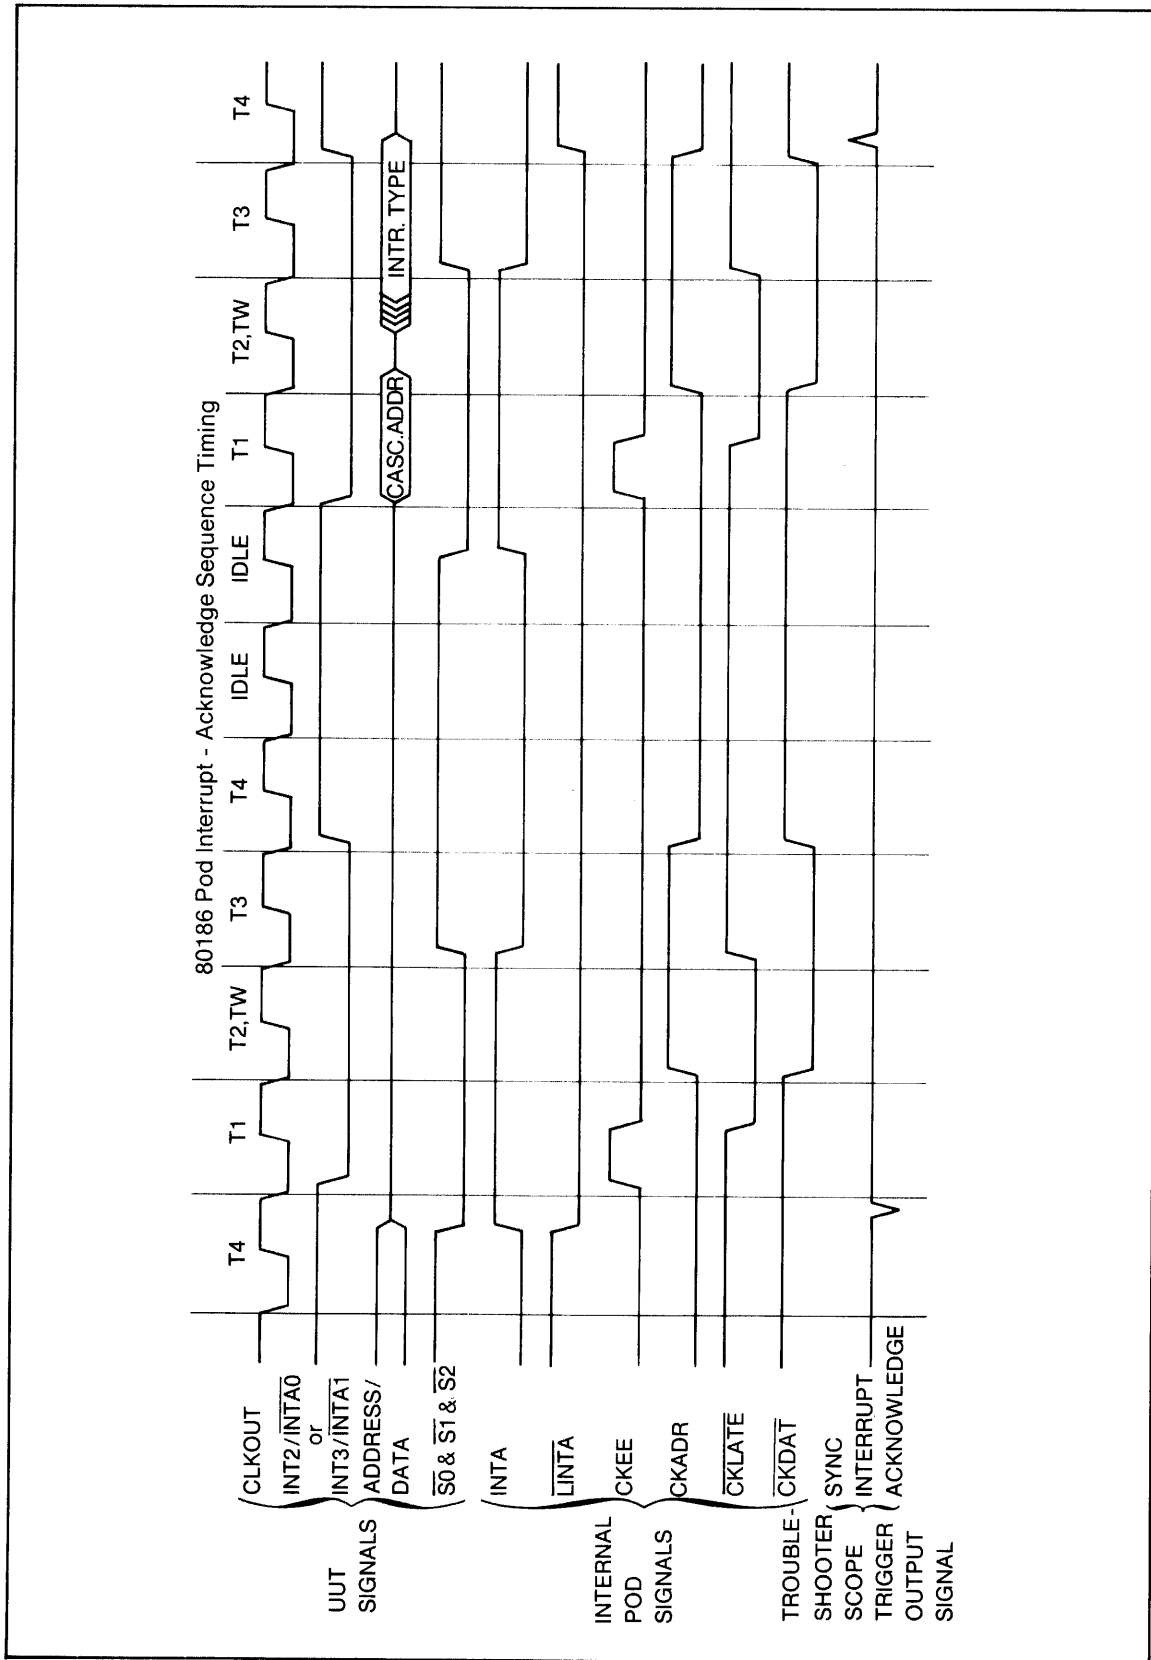 80186 Pod Interrupt - Acknowledge Sequence Timing
T4
T1
T2,TW
T3
T4
IDLE
IDLE
T1
T2,TW
T3
T4
UUT
SIGNALS
CLKOUT
INT2/INTA0
or
INT3/INTA1
ADDRESS/
DATA
CASC.ADDR
INTR. TYPE
S0 & S1 & S2
INTERNAL
POD
SIGNALS
INTA
LINTA
CKEE
CKADR
CKLATE
CKDAT
TROUBLE-
SHOOTER
SCOPE
TRIGGER
OUTPUT
SIGNAL
SYNC
INTERRUPT
ACKNOWLEDGE